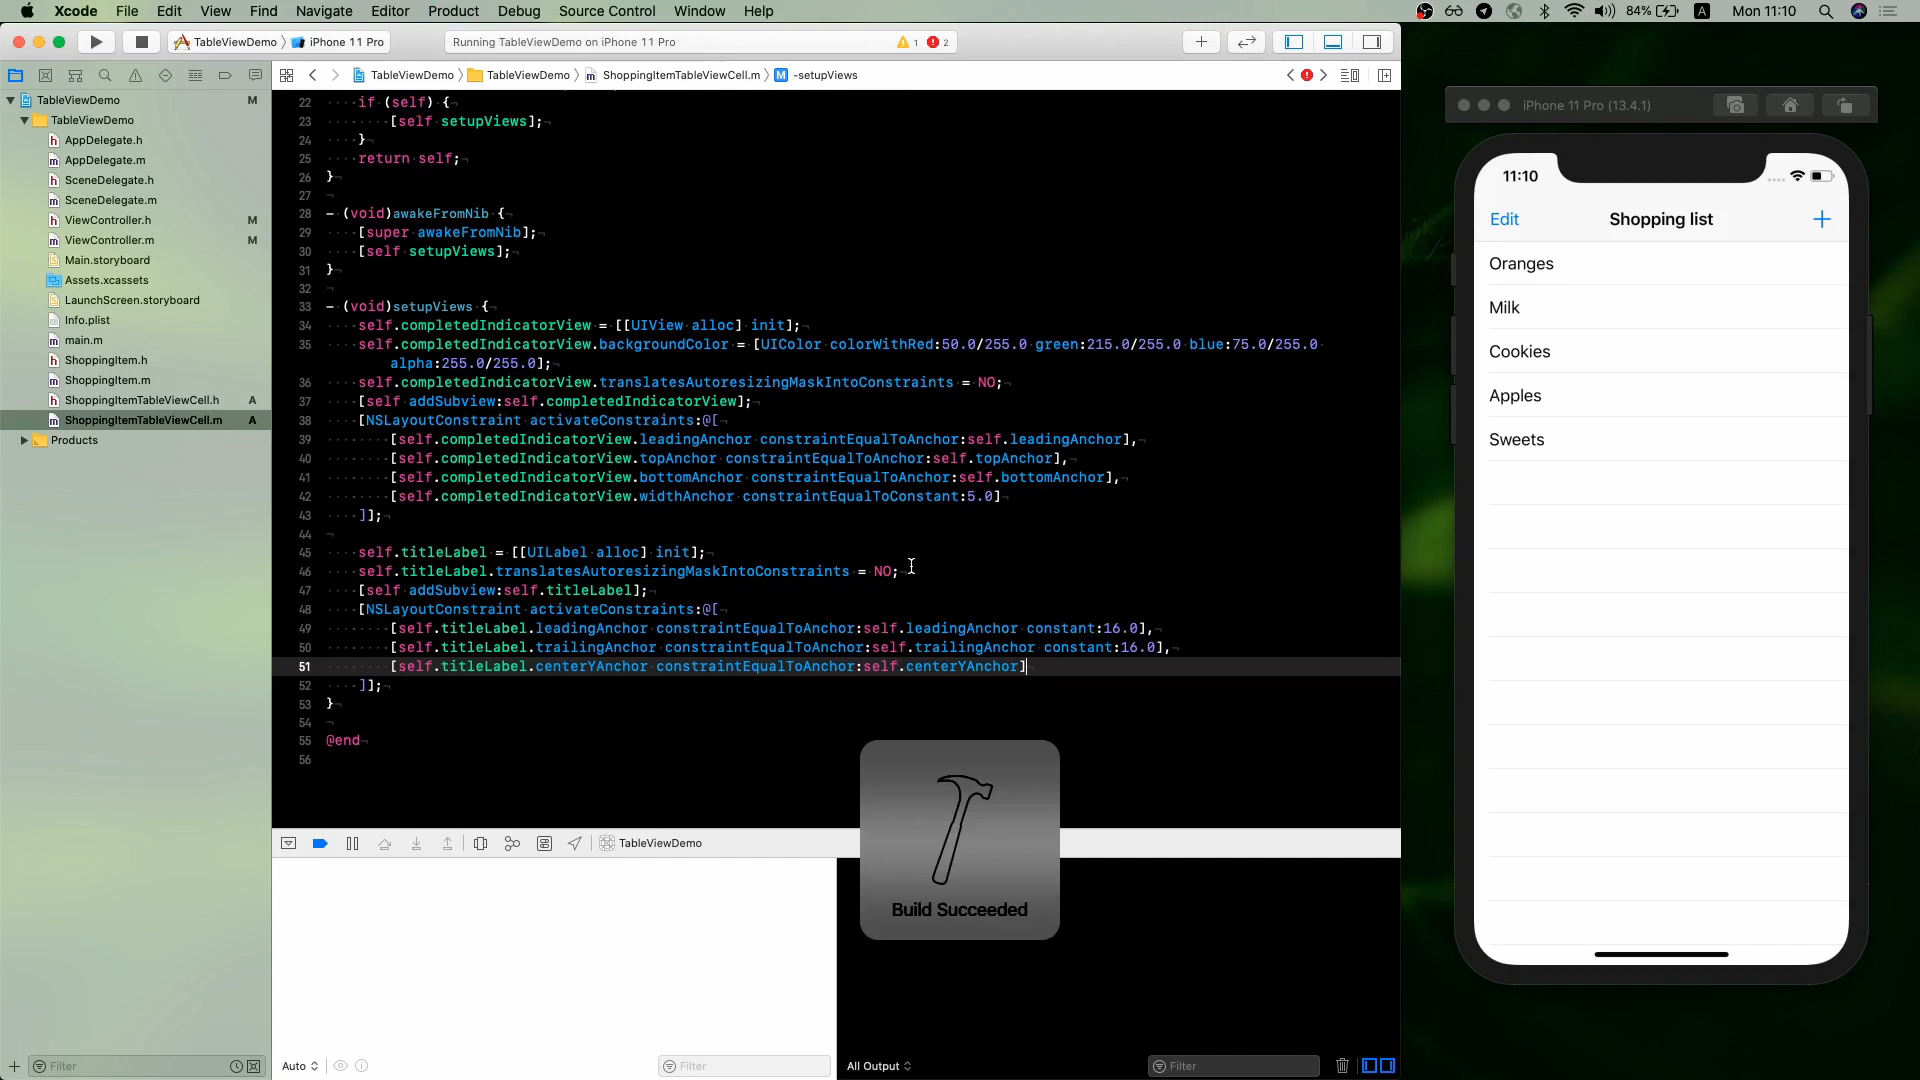 Xcode File Edit View Find Navigate Editor Product Debug Source Control Window Help
84% A Mon 11:10
TableViewDemo iPhone 11 Pro
Running TableViewDemo on iPhone 11 Pro
1 2
TableViewDemo TableViewDemo m ShoppingItemTableViewCell.m M -setupViews
TableViewDemo M
TableViewDemo
h AppDelegate.h
m AppDelegate.m
h SceneDelegate.h
m SceneDelegate.m
h ViewController.h M
m ViewController.m M
Main.storyboard
Assets.xcassets
LaunchScreen.storyboard
Info.plist
m main.m
h ShoppingItem.h
m ShoppingItem.m
h ShoppingItemTableViewCell.h A
m ShoppingItemTableViewCell.m A
Products
Filter
22 if (self) {
23 [self setupViews];
24 }
25 return self;
26 }
27
28 – (void)awakeFromNib {
29 [super awakeFromNib];
30 [self setupViews];
31 }
32
33 – (void)setupViews {
34 self.completedIndicatorView = [[UIView alloc] init];
35 self.completedIndicatorView.backgroundColor = [UIColor colorWithRed:50.0/255.0 green:215.0/255.0 blue:75.0/255.0
alpha:255.0/255.0];
36 self.completedIndicatorView.translatesAutoresizingMaskIntoConstraints = NO;
37 [self addSubview:self.completedIndicatorView];
38 [NSLayoutConstraint activateConstraints:@[
39 [self.completedIndicatorView.leadingAnchor constraintEqualToAnchor:self.leadingAnchor],
40 [self.completedIndicatorView.topAnchor constraintEqualToAnchor:self.topAnchor],
41 [self.completedIndicatorView.bottomAnchor constraintEqualToAnchor:self.bottomAnchor],
42 [self.completedIndicatorView.widthAnchor constraintEqualToConstant:5.0]
43 ]];
44
45 self.titleLabel = [[UILabel alloc] init];
46 self.titleLabel.translatesAutoresizingMaskIntoConstraints = NO;
47 [self addSubview:self.titleLabel];
48 [NSLayoutConstraint activateConstraints:@[
49 [self.titleLabel.leadingAnchor constraintEqualToAnchor:self.leadingAnchor constant:16.0],
50 [self.titleLabel.trailingAnchor constraintEqualToAnchor:self.trailingAnchor constant:16.0],
51 [self.titleLabel.centerYAnchor constraintEqualToAnchor:self.centerYAnchor]
52 ]];
53 }
54
55 @end
56
Build Succeeded
TableViewDemo
Auto
Filter
All Output
Filter
iPhone 11 Pro (13.4.1)
11:10
Edit Shopping list +
Oranges
Milk
Cookies
Apples
Sweets